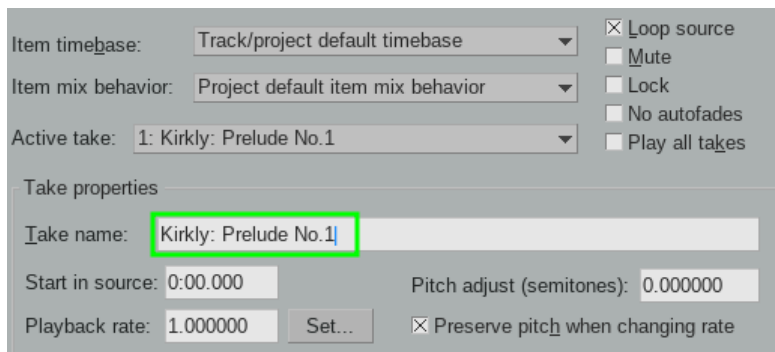 Item timebase: Track/project default timebase
Loop source
Mute
Item mix behavior: Project default item mix behavior
Lock
No autofades
Active take: 1: Kirkly: Prelude No.1
Play all takes
Take properties
Take name: Kirkly: Prelude No.1
Start in source: 0:00.000 Pitch adjust (semitones): 0.000000
Playback rate: 1.000000 Set... Preserve pitch when changing rate